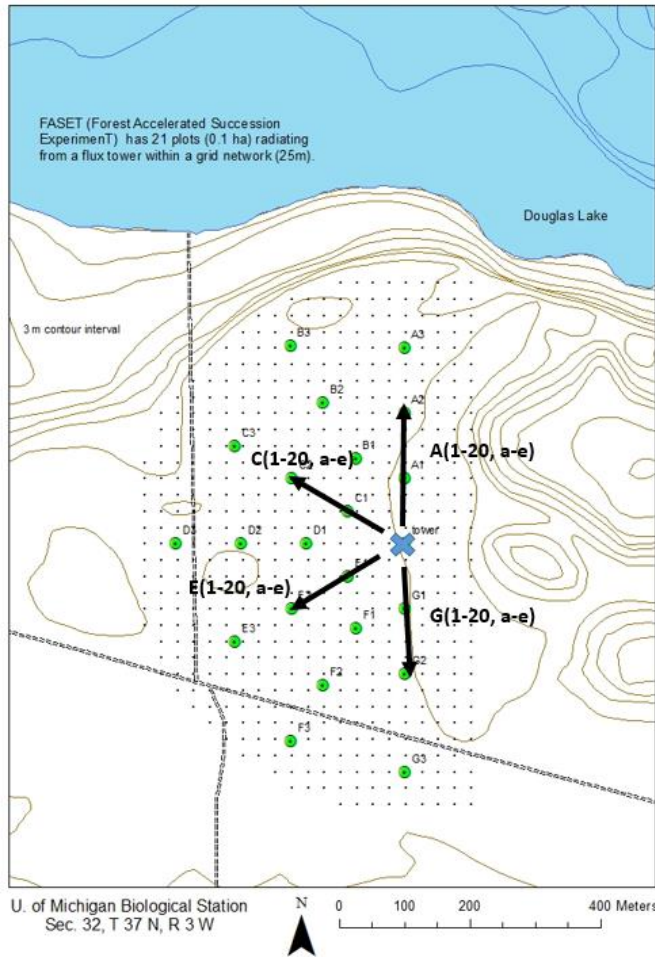 FASET (Forest Accelerated Succession
ExperimenT) has 21 plots (0.1 ha) radiating
from a flux tower within a grid network (25m).
Douglas Lake
3 m contour interval
B3
A3
B2
A2
C3
B1
C(1-20, a-e)
A(1-20, a-e)
A1
C1
tower
D3
D2
D1
E(1-20, a-e)
G1
G(1-20, a-e)
E3
F1
G2
F2
F3
G3
U. of Michigan Biological Station
Sec. 32, T 37 N, R 3 W
N
0 100 200 400 Meters